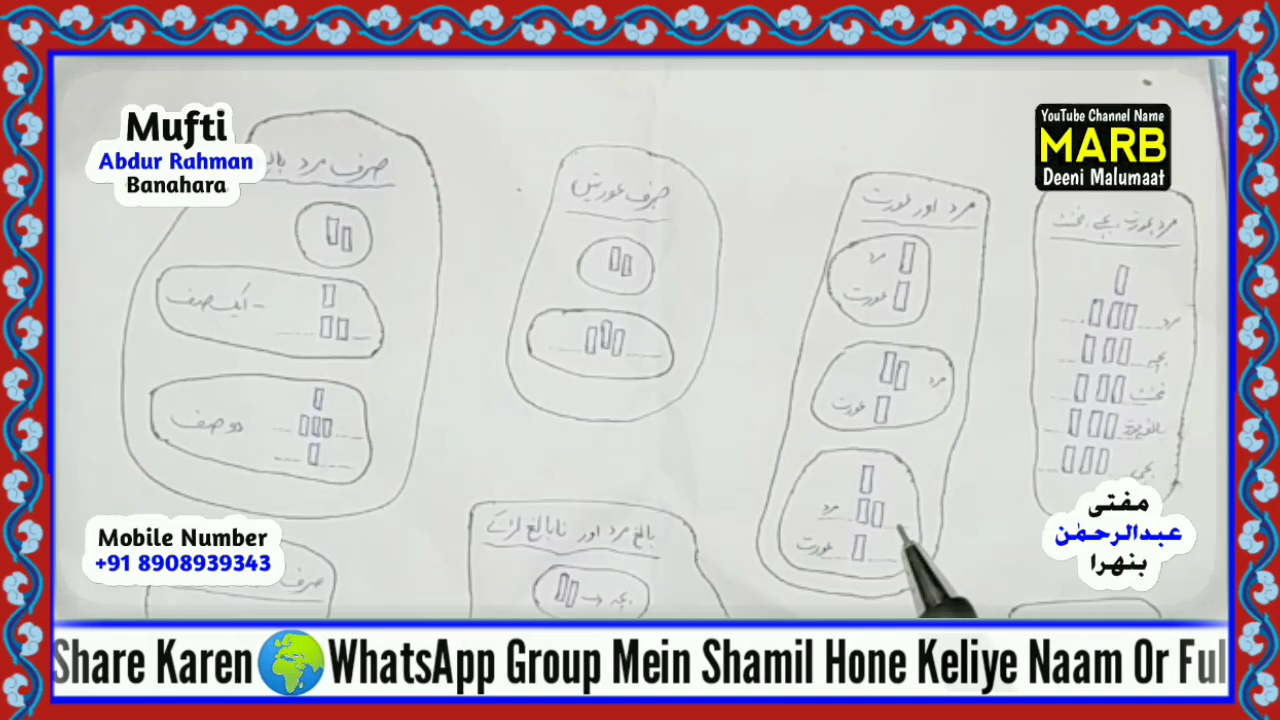 Mufti
Abdur Rahman
Banahara
YouTube Channel Name
MARB
Deeni Malumaat
صرف مرد
صرف عورتیں
مرد اور عورت
مرد عورت بچے
مرد
عورت
ایک صف
مرد
عورت
دو صف
مرد
عورت
مرد
بچے
بچی
بالغ مرد اور نابالغ لڑکے
بچہ
صرف
Mobile Number
+91 8908939343
مفتی
عبدالرحمٰن
بنھرا
Share Karen WhatsApp Group Mein Shamil Hone Keliye Naam Or Ful